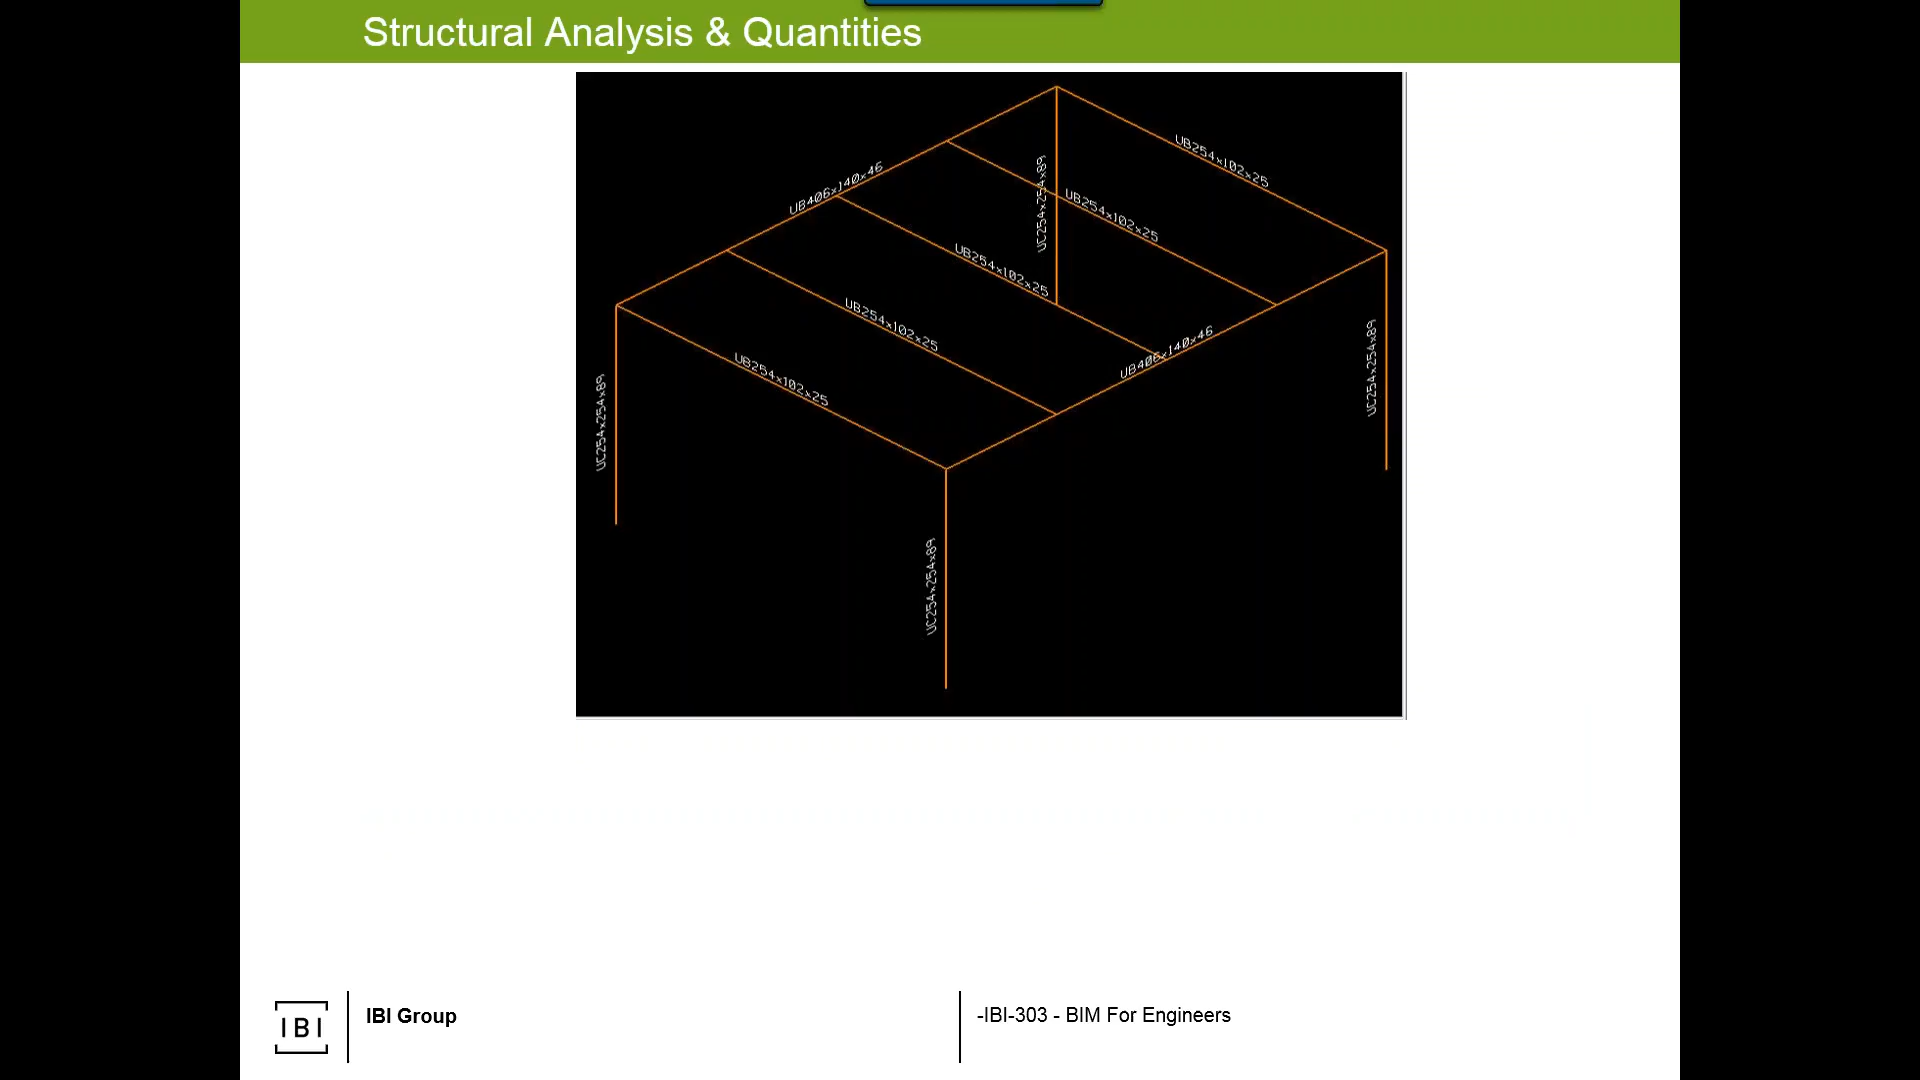 Structural Analysis & Quantities
UB254x102x25
UB406x140x46
UC254x254x89
UB254x102x25
UB254x102x25
UB254x102x25
UB406x140x46
UC254x254x89
UB254x102x25
UC254x254x89
UC254x254x89
IBI
IBI Group
-IBI-303 - BIM For Engineers